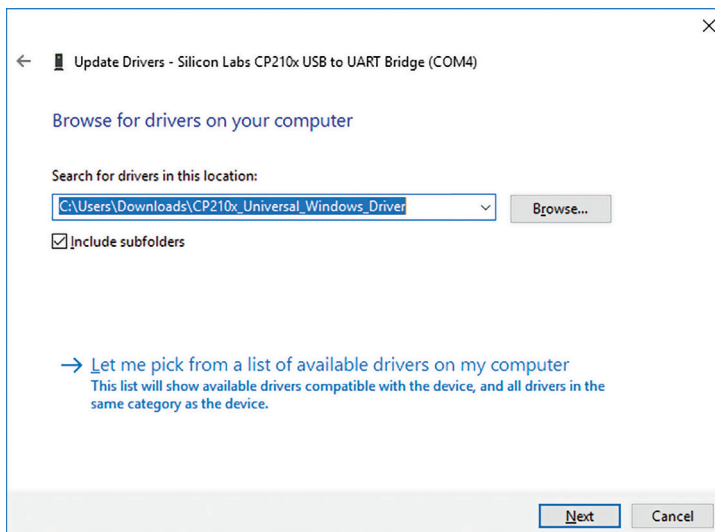 Update Drivers - Silicon Labs CP210x USB to UART Bridge (COM4)
Browse for drivers on your computer
Search for drivers in this location:
C:\Users\Downloads\CP210x_Universal_Windows_Driver
Browse...
Include subfolders
Let me pick from a list of available drivers on my computer
This list will show available drivers compatible with the device, and all drivers in the
same category as the device.
Next
Cancel